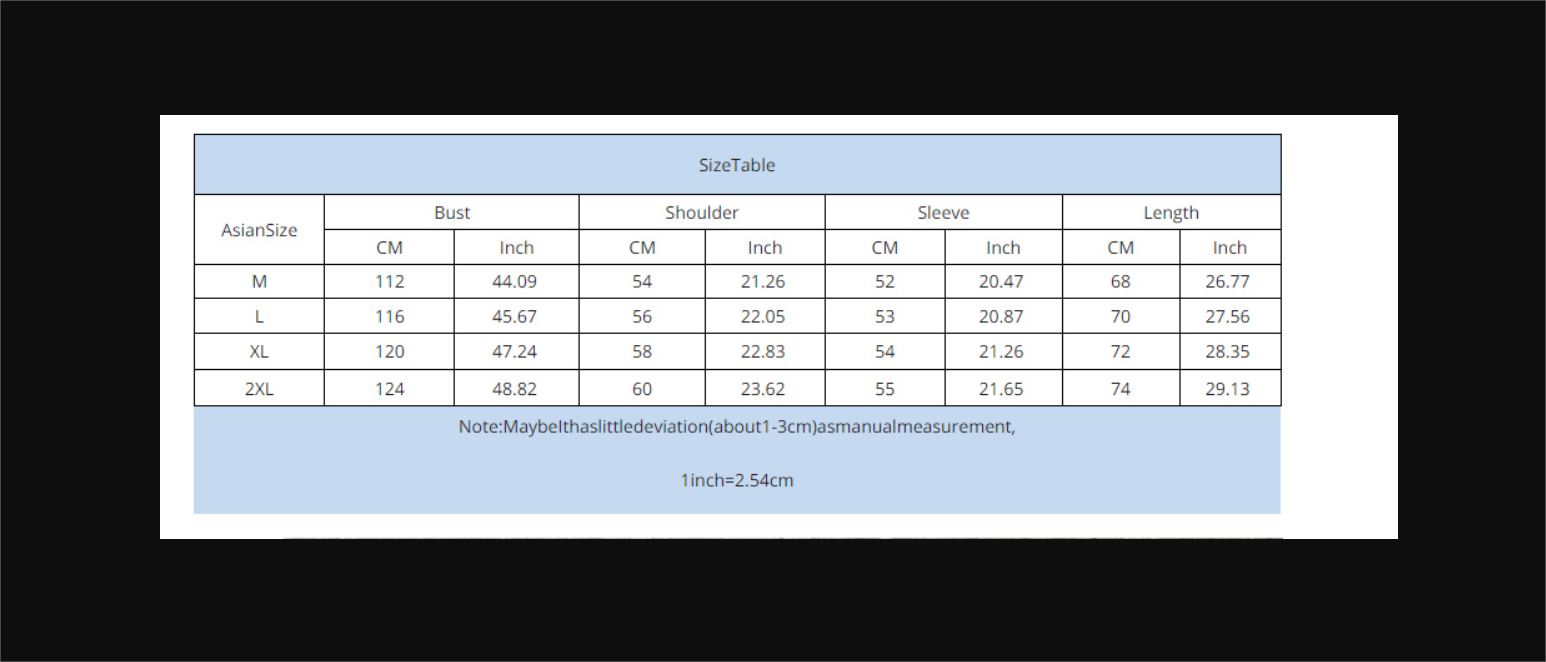 SizeTable
AsianSize Bust Shoulder Sleeve Length
CM Inch CM Inch CM Inch CM Inch
M 112 44.09 54 21.26 52 20.47 68 26.77
L 116 45.67 56 22.05 53 20.87 70 27.56
XL 120 47.24 58 22.83 54 21.26 72 28.35
2XL 124 48.82 60 23.62 55 21.65 74 29.13
Note:MaybeIthaslittledeviation(about1-3cm)asmanualmeasurement,
1inch=2.54cm